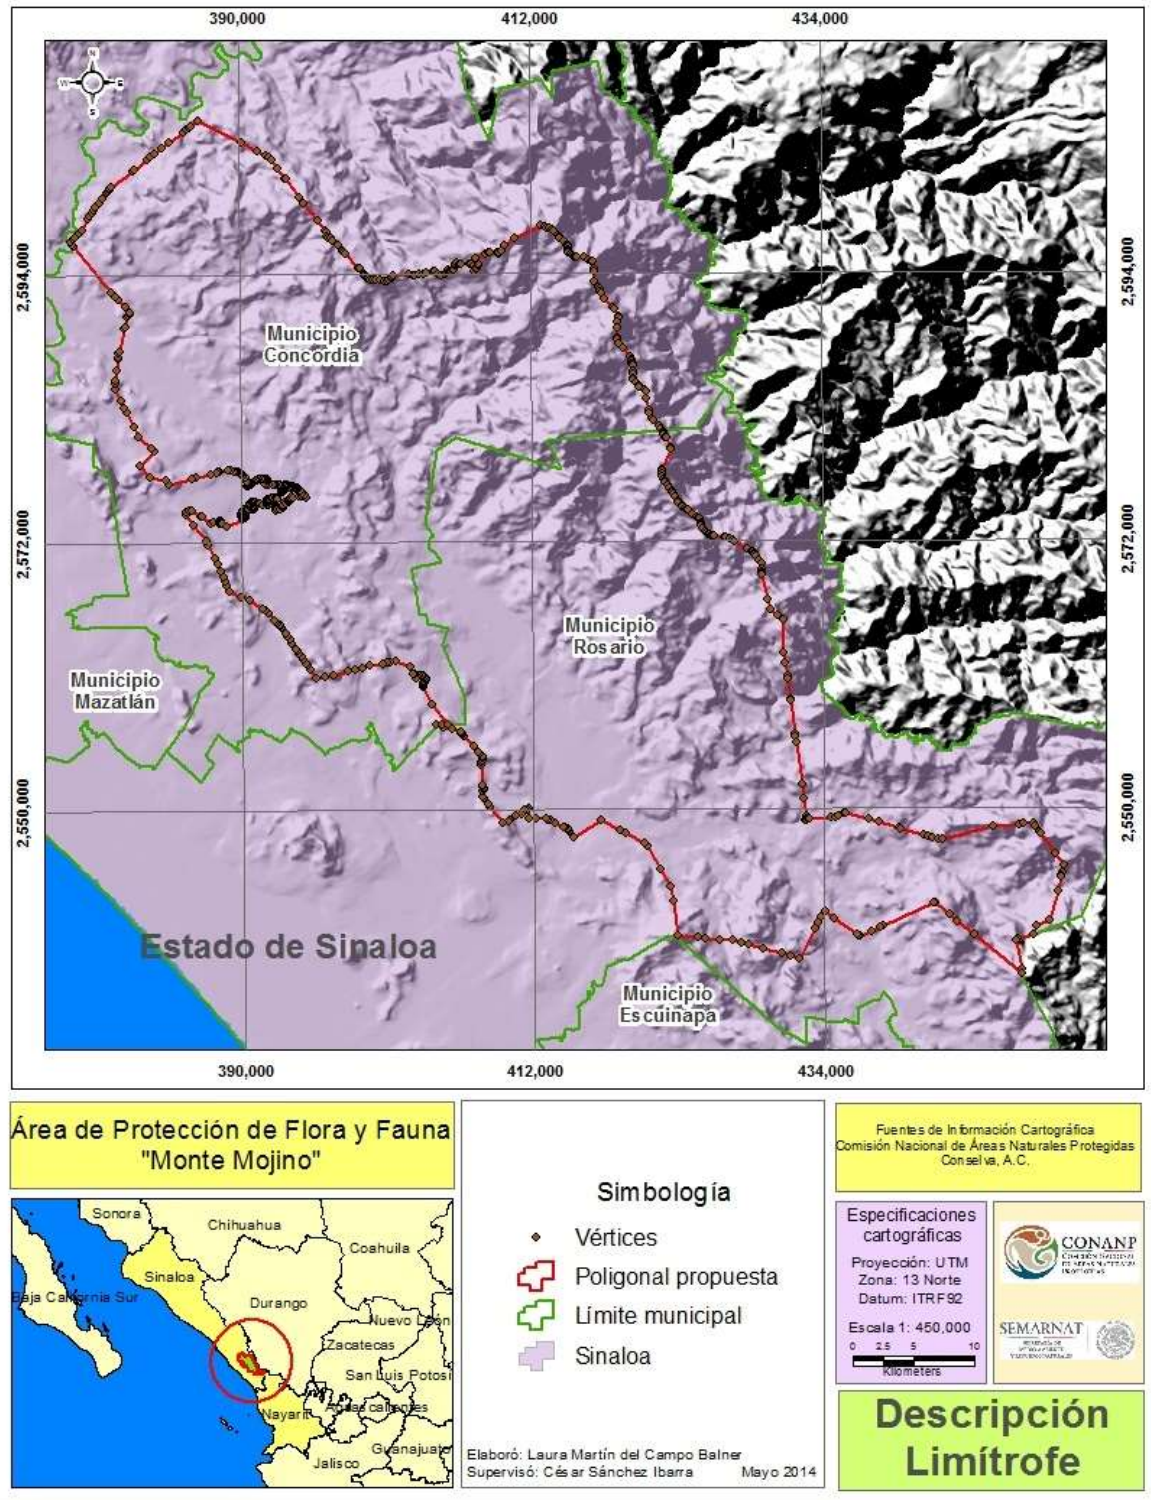 390,000
412,000
434,000
N
W
E
S
2,594,000
2,594,000
Municipio
Concordia
2,572,000
2,572,000
Municipio
Rosario
Municipio
Mazatlán
2,550,000
2,550,000
Estado de Sinaloa
Municipio
Escuinapa
390,000
412,000
434,000
Área de Protección de Flora y Fauna
"Monte Mojino"
Sonora
Chihuahua
Coahuila
Sinaloa
Baja California Sur
Durango
Nuevo León
Zacatecas
San Luis Potosí
Nayarit
Aguascalientes
Guanajuato
Jalisco
Simbología
Vértices
Poligonal propuesta
Límite municipal
Sinaloa
Elaboró: Laura Martín del Campo Balner
Supervisó: César Sánchez Ibarra Mayo 2014
Fuentes de Información Cartográfica
Comisión Nacional de Áreas Naturales Protegidas
Conselva, A.C.
Especificaciones
cartográficas
Proyección: UTM
Zona: 13 Norte
Datum: ITRF92
Escala 1: 450,000
0 2.5 5 10
Kilometers
CONANP
COMISIÓN NACIONAL
DE ÁREAS NATURALES
PROTEGIDAS
SEMARNAT
Descripción
Limítrofe